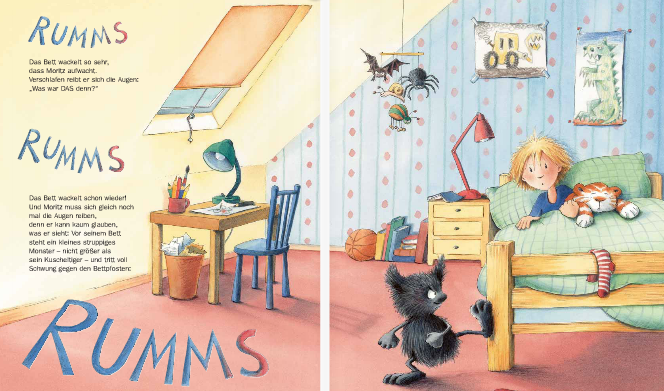 RUMMS
Das Bett wackelt so sehr,
dass Moritz aufwacht.
Verschlafen reibt er sich die Augen:
„Was war DAS denn?“
RUMMS
Das Bett wackelt schon wieder!
Und Moritz muss sich gleich noch
mal die Augen reiben,
denn er kann kaum glauben,
was er sieht: Vor seinem Bett
steht ein kleines struppiges
Monster – nicht größer als
sein Kuscheltiger – und tritt voll
Schwung gegen den Bettpfosten:
RUMMS